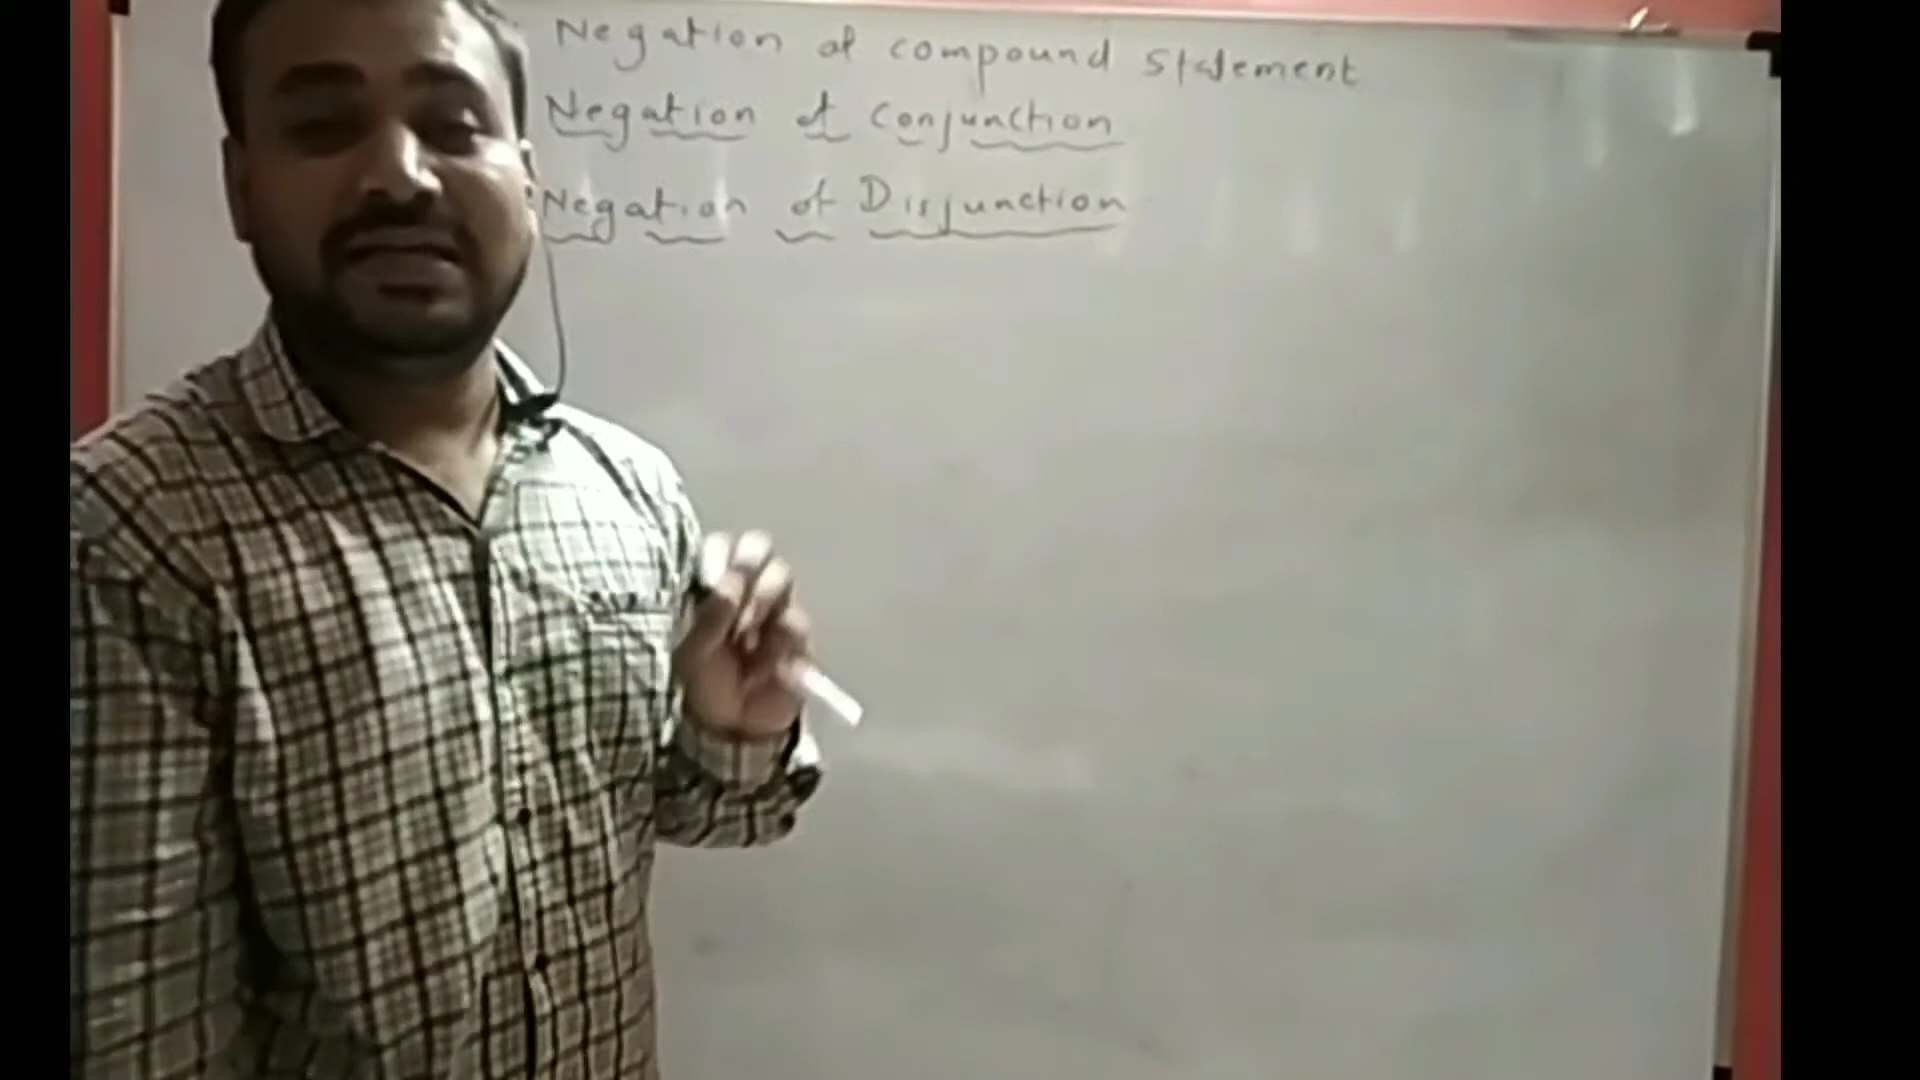 Negation of compound statement
Negation of Conjunction
Negation of Disjunction